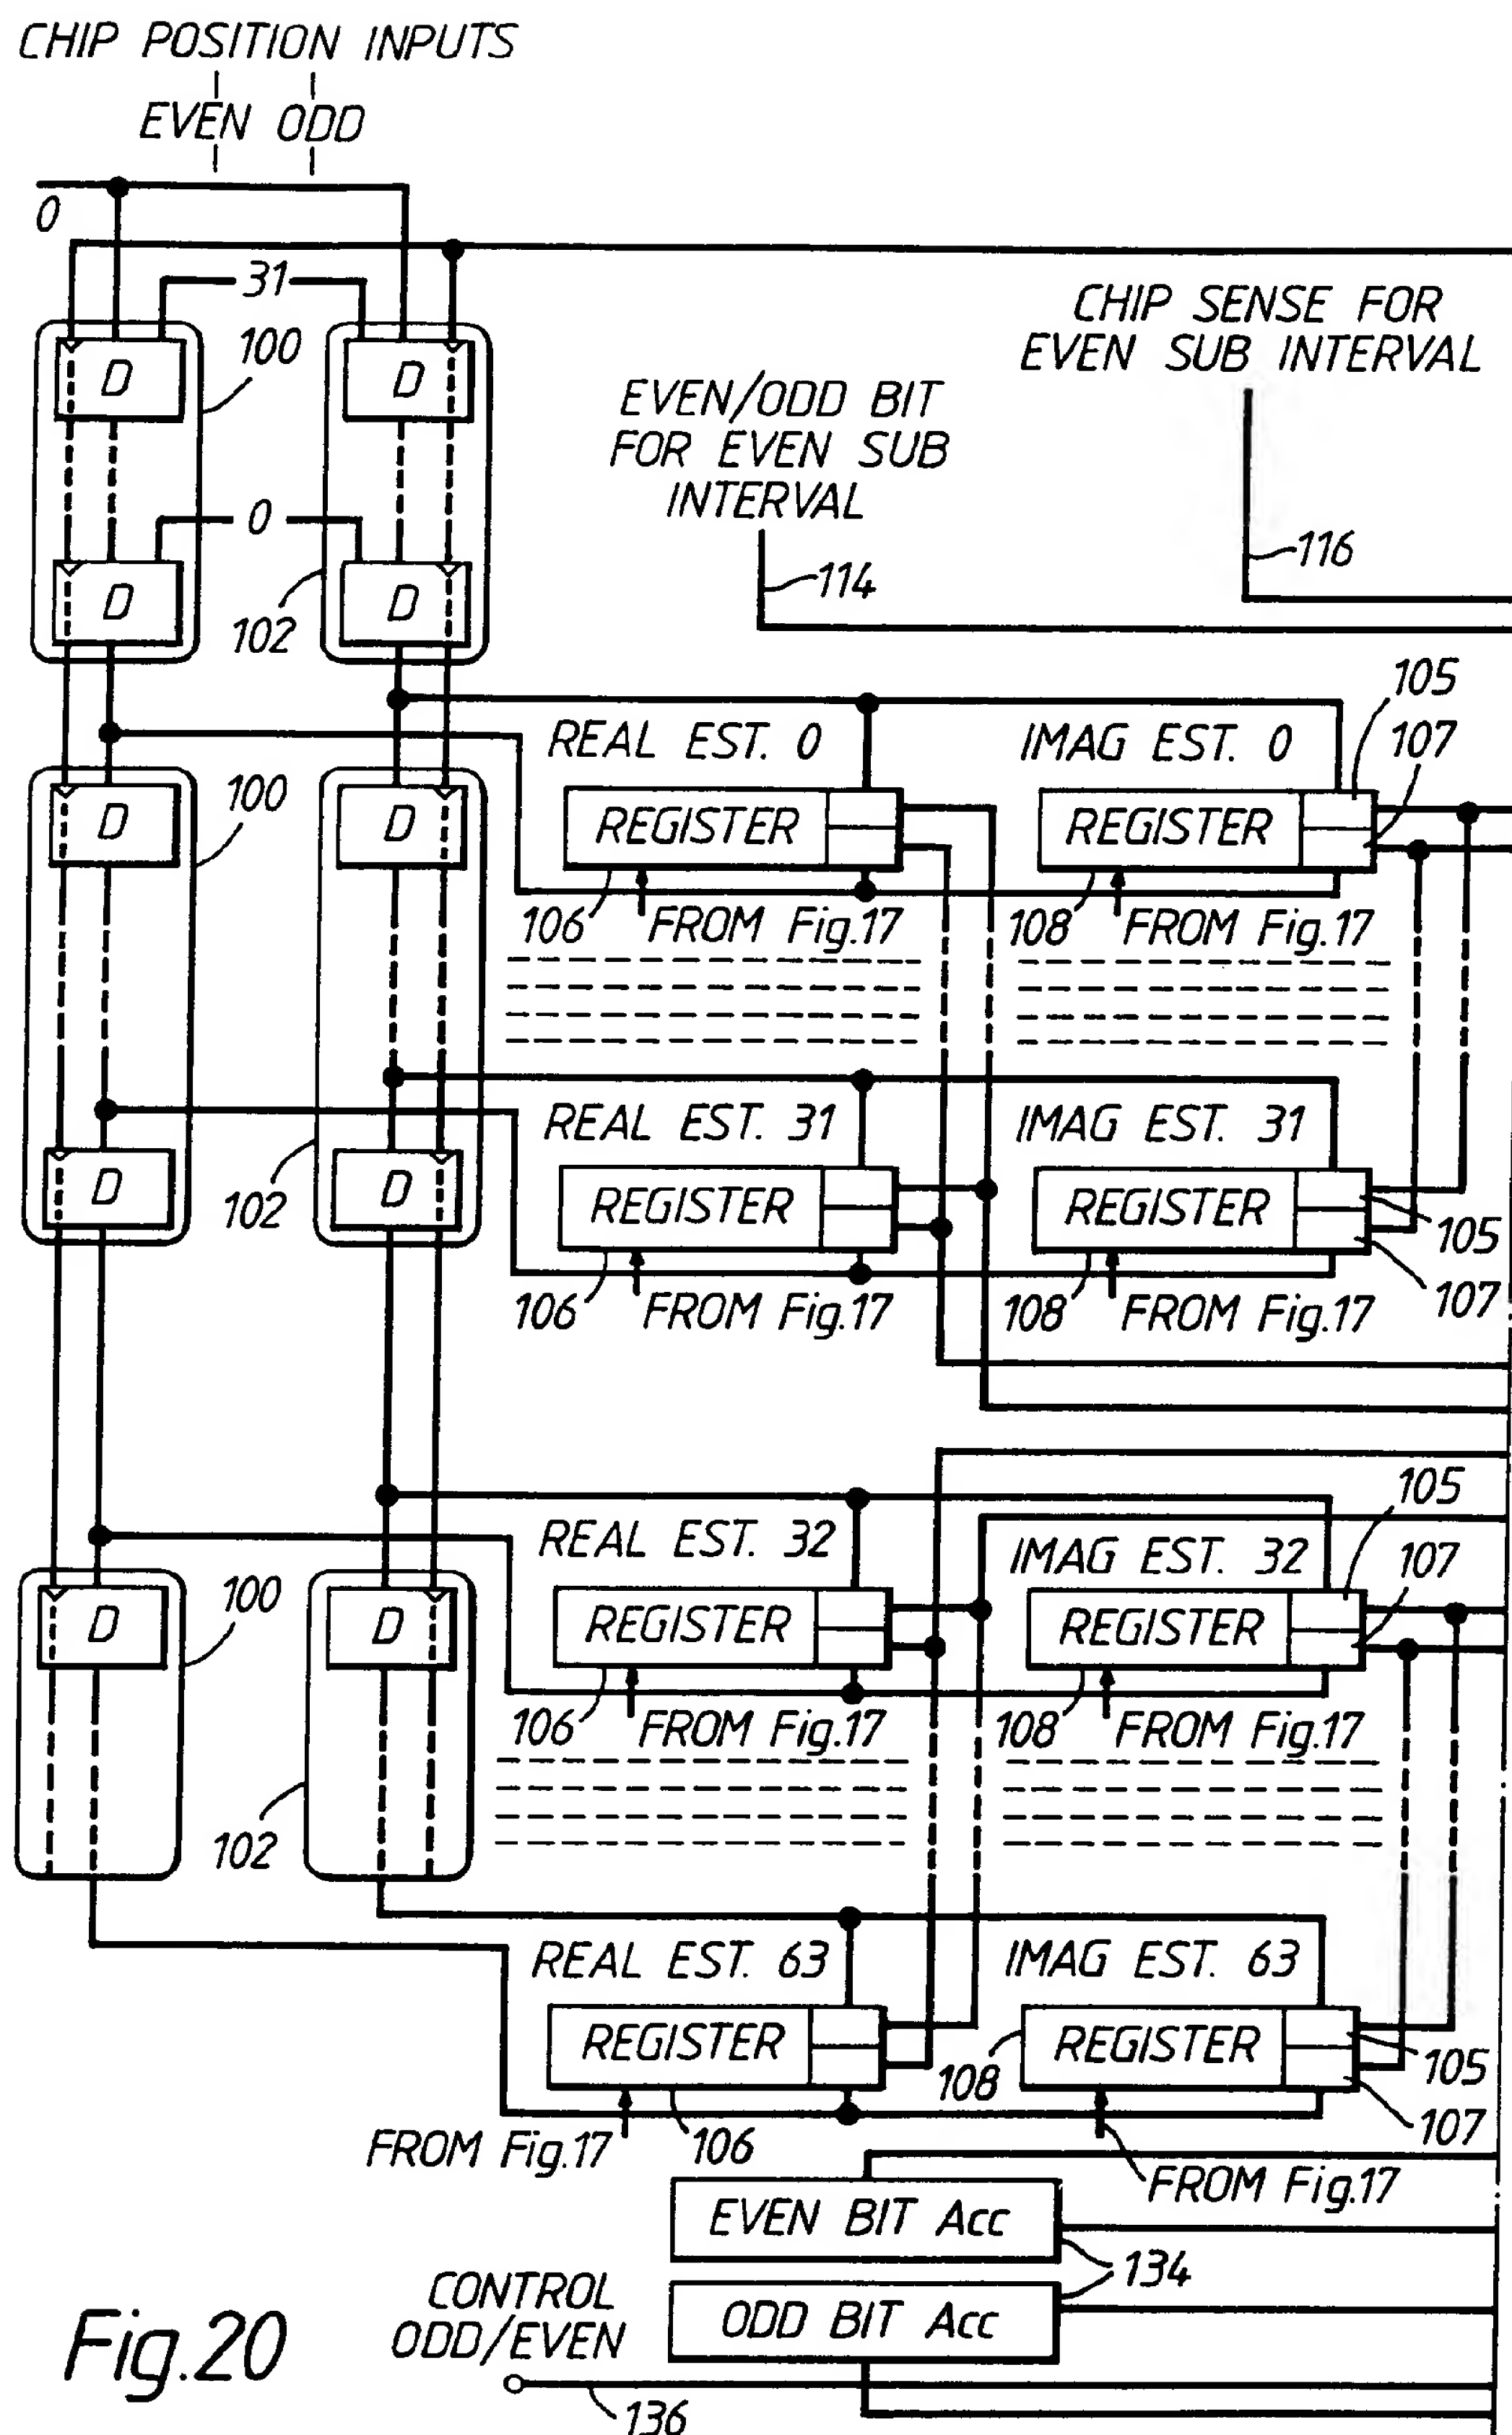 CHIP POSITION INPUTS
EVEN ODD
0
31
100
D
D
CHIP SENSE FOR
EVEN SUB INTERVAL
EVEN/ODD BIT
FOR EVEN SUB
INTERVAL
0
116
114
D
D
102
105
REAL EST. 0
IMAG EST. 0
107
100
D
D
REGISTER
REGISTER
106
FROM Fig.17
108
FROM Fig.17
REAL EST. 31
IMAG EST. 31
D
D
102
REGISTER
REGISTER
105
107
106
FROM Fig.17
108
FROM Fig.17
105
REAL EST. 32
IMAG EST. 32
107
100
D
D
REGISTER
REGISTER
106
FROM Fig.17
108
FROM Fig.17
102
REAL EST. 63
IMAG EST. 63
REGISTER
REGISTER
108
105
107
FROM Fig.17
106
FROM Fig.17
EVEN BIT Acc
134
CONTROL
ODD/EVEN
ODD BIT Acc
136
Fig.20